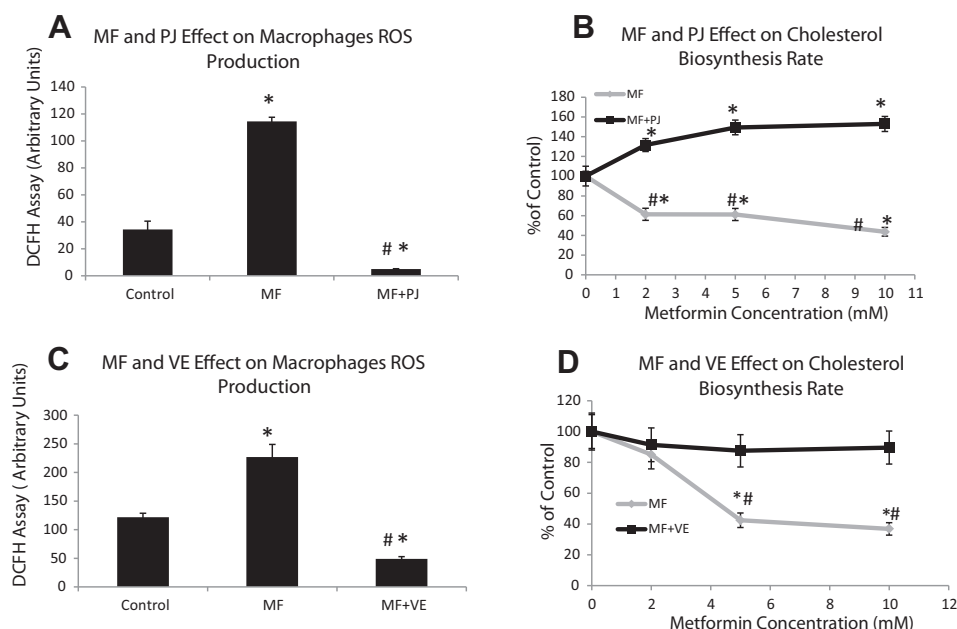 A
MF and PJ Effect on Macrophages ROS
Production
DCFH Assay (Arbitrary Units)
140
120
100
80
60
40
20
0
*
# *
Control
MF
MF+PJ
B
MF and PJ Effect on Cholesterol
Biosynthesis Rate
%of Control)
180
160
140
120
100
80
60
40
20
0
MF
MF+PJ
*
*
*
#*
#*
# *
0 1 2 3 4 5 6 7 8 9 10 11
Metformin Concentration (mM)
C
MF and VE Effect on Macrophages ROS
Production
DCFH Assay ( Arbitrary Units)
300
250
200
150
100
50
0
*
# *
Control
MF
MF+VE
D
MF and VE Effect on Cholesterol
Biosynthesis Rate
% of Control)
120
100
80
60
40
20
0
MF
MF+VE
*#
*#
0 2 4 6 8 10 12
Metformin Concentration (mM)